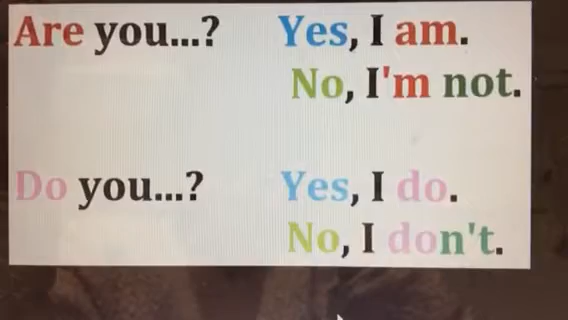 Are you...? Yes, I am.
No, I'm not.
Do you...? Yes, I do.
No, I don't.